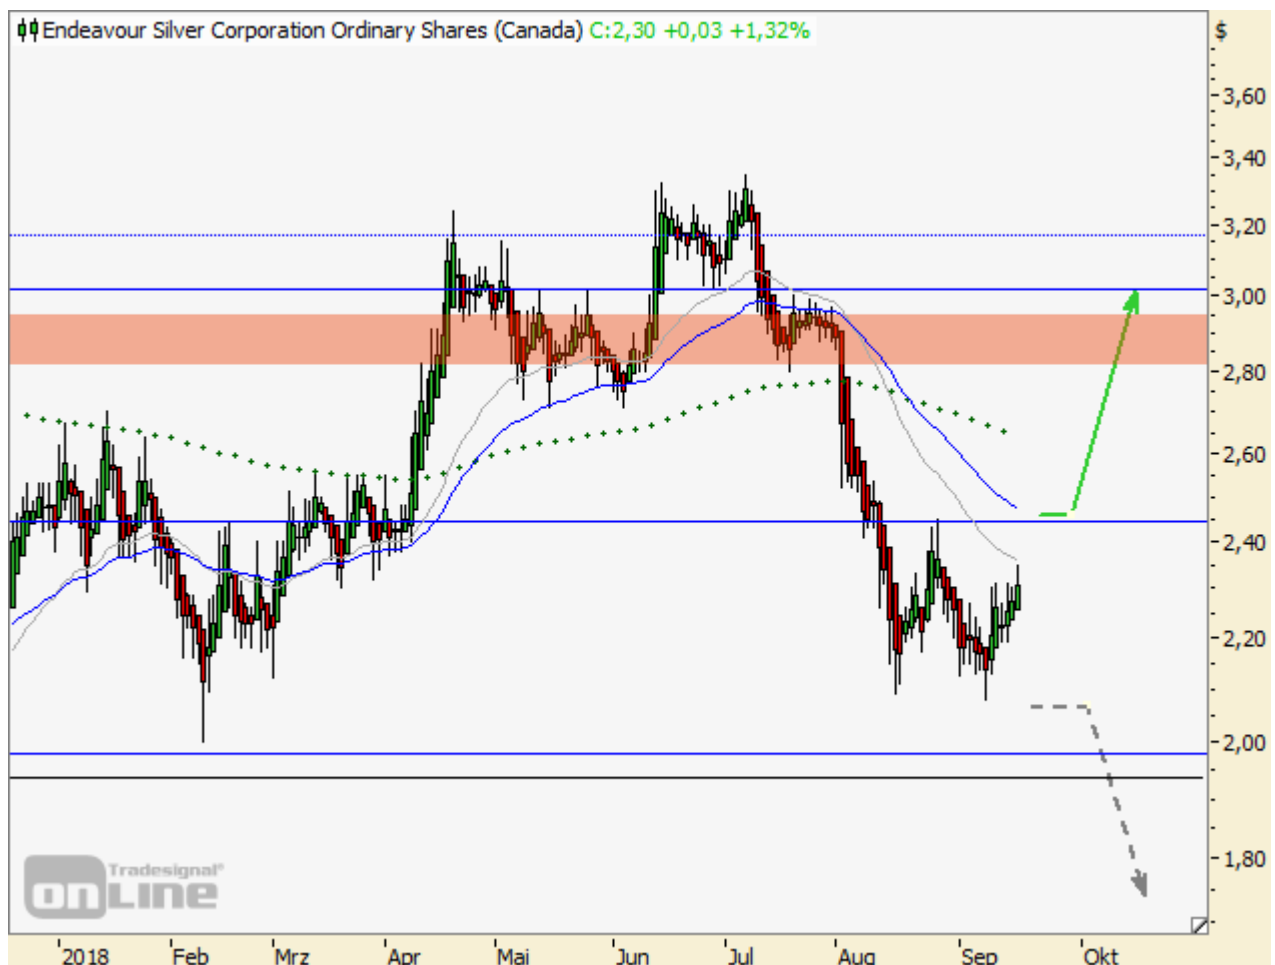 Endeavour Silver Corporation Ordinary Shares (Canada) C:2,30 +0,03 +1,32%
$
3,60
3,40
3,20
3,00
2,80
2,60
2,40
2,20
2,00
1,80
Tradesignal®
onLine
2018 Feb Mrz Apr Mai Jun Jul Aug Sep Okt